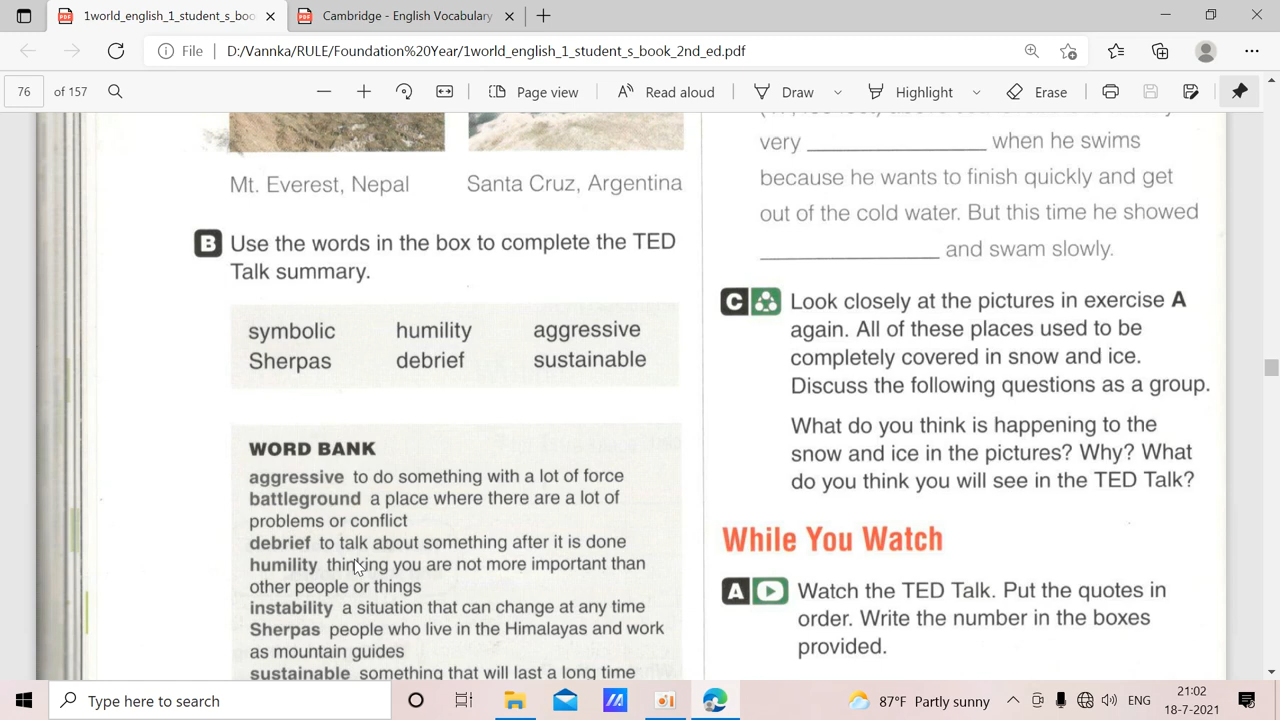 1world_english_1_student_s_boo
Cambridge - English Vocabulary
File
D:/Vannka/RULE/Foundation%20Year/1world_english_1_student_s_book_2nd_ed.pdf
76 of 157
Page view
Read aloud
Draw
Highlight
Erase
Mt. Everest, Nepal
Santa Cruz, Argentina
B Use the words in the box to complete the TED
Talk summary.
symbolic humility aggressive
Sherpas debrief sustainable
WORD BANK
aggressive to do something with a lot of force
battleground a place where there are a lot of
problems or conflict
debrief to talk about something after it is done
humility thinking you are not more important than
other people or things
instability a situation that can change at any time
Sherpas people who live in the Himalayas and work
as mountain guides
sustainable something that will last a long time
very _______________ when he swims
because he wants to finish quickly and get
out of the cold water. But this time he showed
_______________ and swam slowly.
C Look closely at the pictures in exercise A
again. All of these places used to be
completely covered in snow and ice.
Discuss the following questions as a group.
What do you think is happening to the
snow and ice in the pictures? Why? What
do you think you will see in the TED Talk?
While You Watch
A Watch the TED Talk. Put the quotes in
order. Write the number in the boxes
provided.
Type here to search
87°F Partly sunny
ENG
21:02
18-7-2021